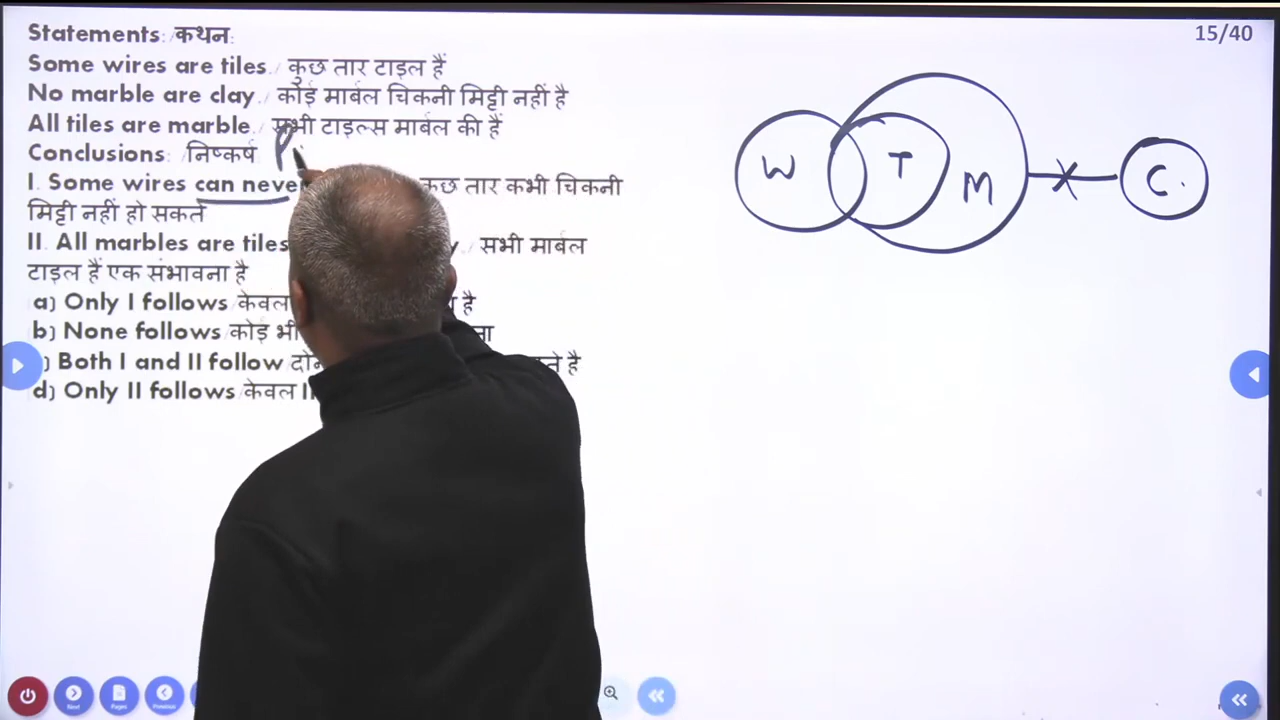 Statements: /कथन:
15/40
Some wires are tiles. / कुछ तार टाइल हैं
No marble are clay. / कोई मार्बल चिकनी मिट्टी नहीं है
All tiles are marble. / सभी टाइल्स मार्बल की हैं
Conclusions: /निष्कर्ष
I. Some wires can never कुछ तार कभी चिकनी
मिट्टी नहीं हो सकते
II. All marbles are tiles सभी मार्बल
टाइल हैं एक संभावना है
a) Only I follows केवल है
b) None follows कोई भी
) Both I and II follow है
d) Only II follows /केवल II
W T M C
Next Pages Previous